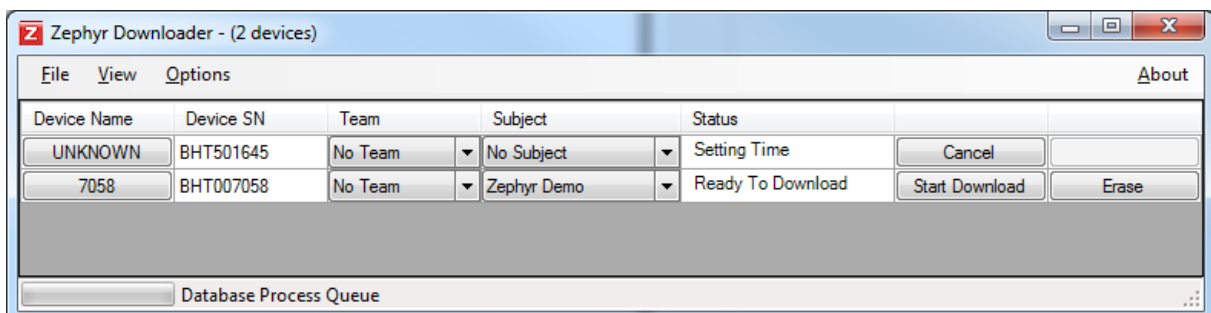 Z Zephyr Downloader - (2 devices)
File View Options About
Device Name Device SN Team Subject Status
UNKNOWN BHT501645 No Team No Subject Setting Time Cancel
7058 BHT007058 No Team Zephyr Demo Ready To Download Start Download Erase
Database Process Queue